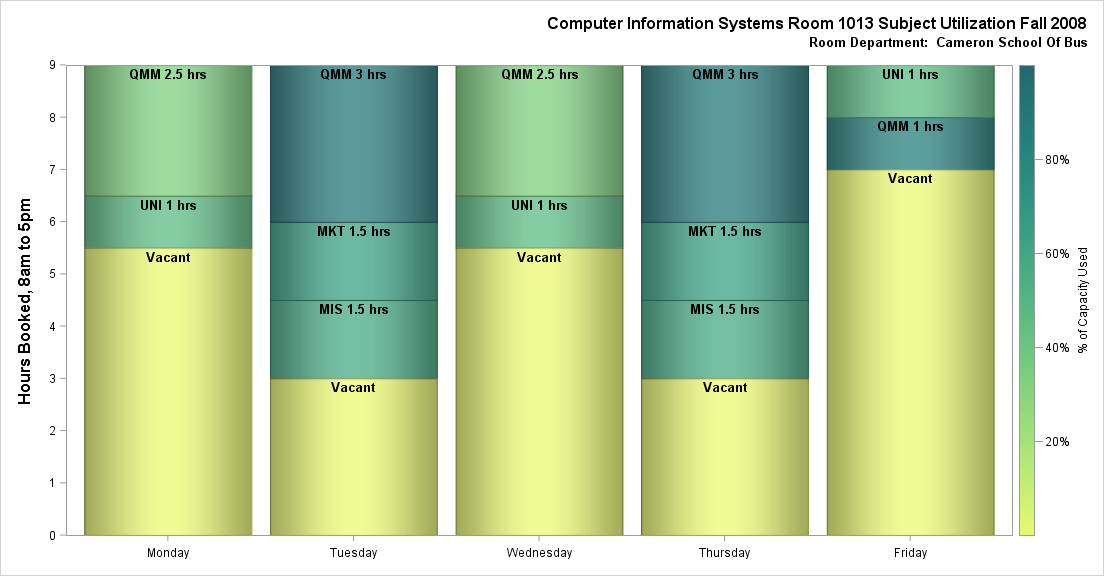 Computer Information Systems Room 1013 Subject Utilization Fall 2008
Room Department:  Cameron School Of Bus
Hours Booked, 8am to 5pm
9
8
7
6
5
4
3
2
1
0
QMM 2.5 hrs
UNI 1 hrs
Vacant
QMM 3 hrs
MKT 1.5 hrs
MIS 1.5 hrs
Vacant
QMM 2.5 hrs
UNI 1 hrs
Vacant
QMM 3 hrs
MKT 1.5 hrs
MIS 1.5 hrs
Vacant
UNI 1 hrs
QMM 1 hrs
Vacant
Monday
Tuesday
Wednesday
Thursday
Friday
80%
60%
40%
20%
% of Capacity Used